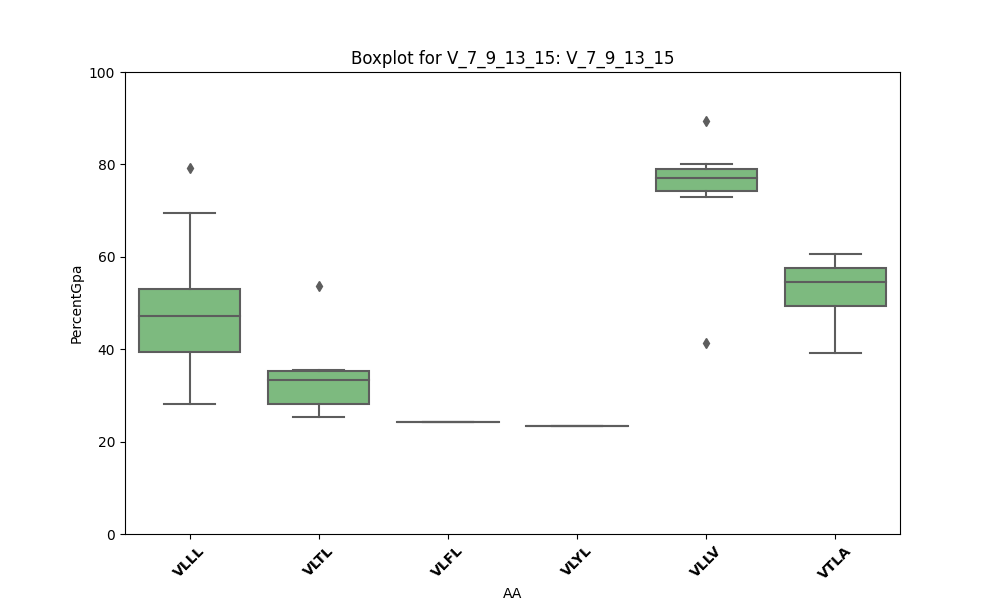 Boxplot for V_7_9_13_15: V_7_9_13_15
100
80
60
40
20
0
PercentGpa
VLLL
VLTL
VLFL
VLYL
VLLV
VTLA
AA